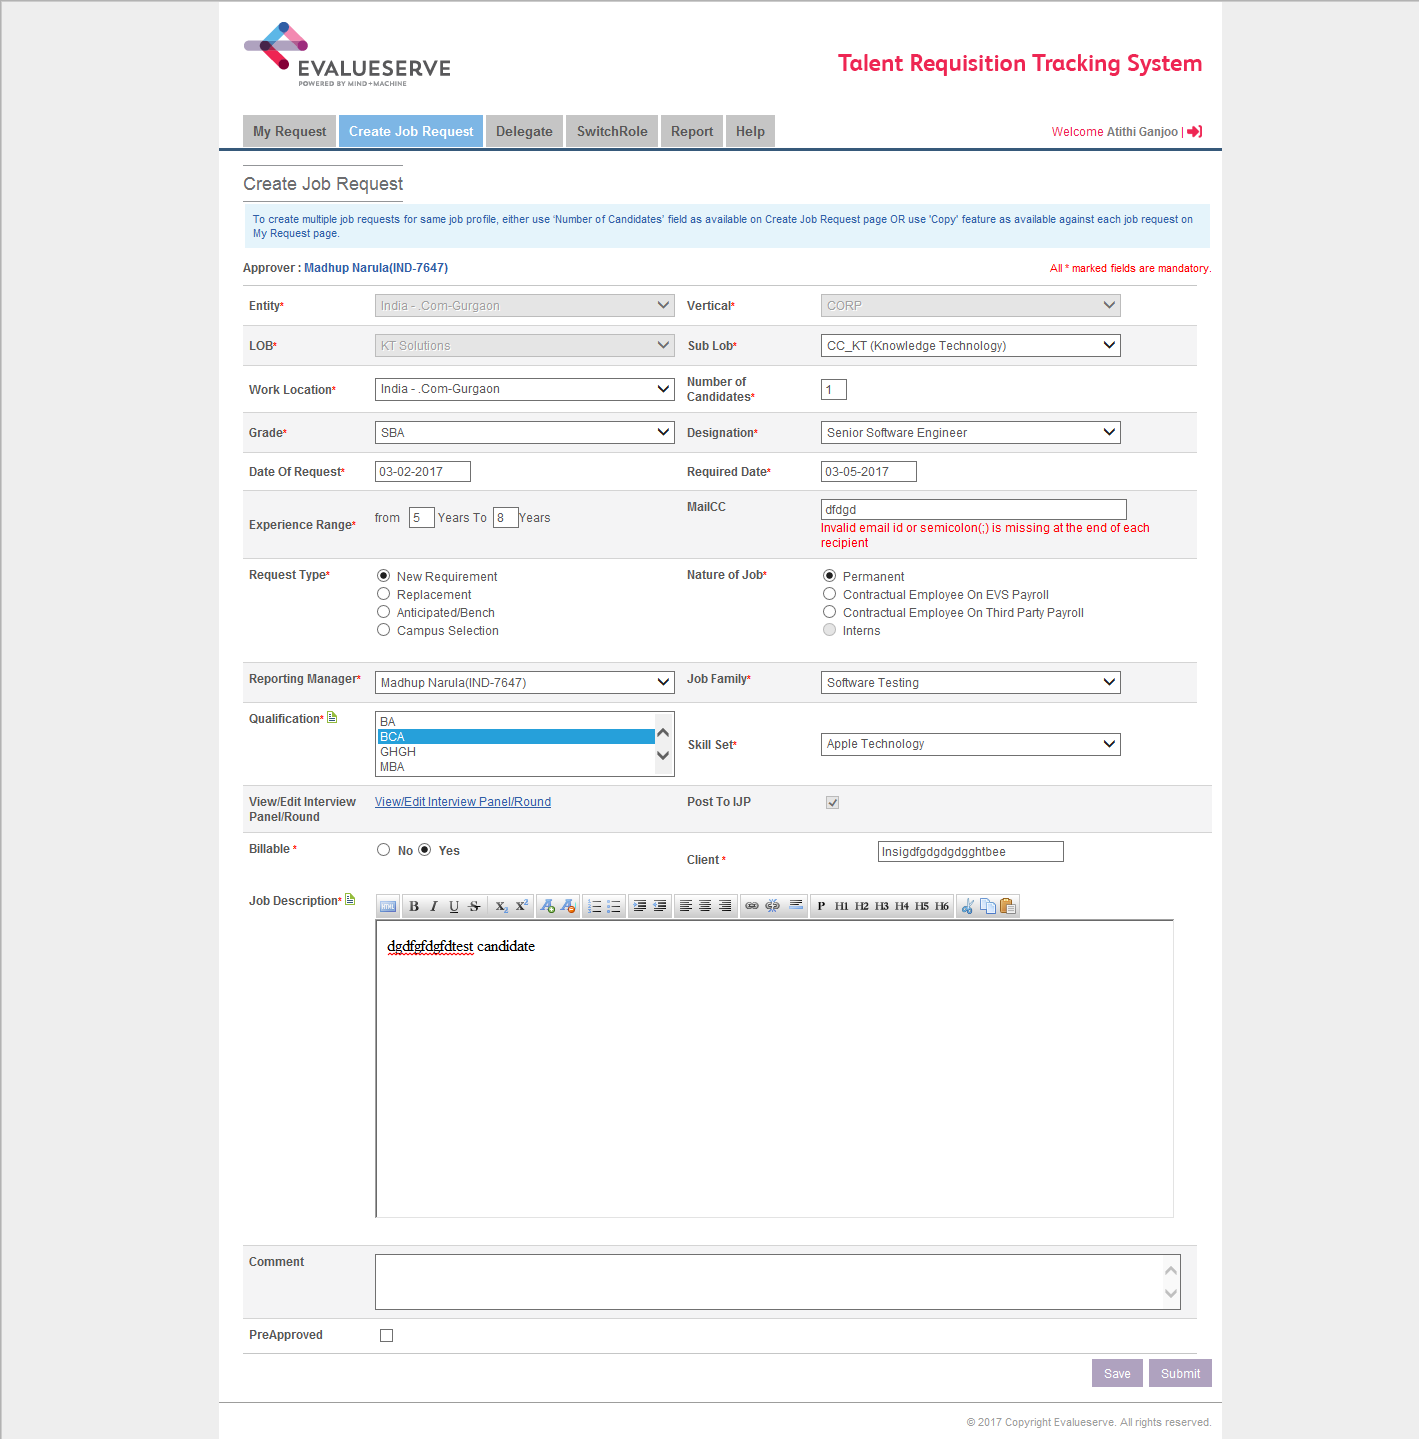 EVALUESERVE
POWERED BY MIND+MACHINE
Talent Requisition Tracking System
My Request
Create Job Request
Delegate
SwitchRole
Report
Help
Welcome Atithi Ganjoo |
Create Job Request
To create multiple job requests for same job profile, either use 'Number of Candidates' field as available on Create Job Request page OR use 'Copy' feature as available against each job request on
My Request page.
Approver : Madhup Narula(IND-7647)
All * marked fields are mandatory.
Entity*
India - .Com-Gurgaon
Vertical*
CORP
LOB*
KT Solutions
Sub Lob*
CC_KT (Knowledge Technology)
Work Location*
India - .Com-Gurgaon
Number of
Candidates*
1
Grade*
SBA
Designation*
Senior Software Engineer
Date Of Request*
03-02-2017
Required Date*
03-05-2017
Experience Range*
from 5 Years To 8 Years
MailCC
dfdgd
Invalid email id or semicolon(;) is missing at the end of each
recipient
Request Type*
New Requirement
Replacement
Anticipated/Bench
Campus Selection
Nature of Job*
Permanent
Contractual Employee On EVS Payroll
Contractual Employee On Third Party Payroll
Interns
Reporting Manager*
Madhup Narula(IND-7647)
Job Family*
Software Testing
Qualification*
BA
BCA
GHGH
MBA
Skill Set*
Apple Technology
View/Edit Interview
Panel/Round
View/Edit Interview Panel/Round
Post To IJP
Billable *
No
Yes
Client *
Insigdfgdgdgdgghtbee
Job Description*
HTML B I U S X2 X2 P H1 H2 H3 H4 H5 H6
dgdfgfdgfdtest candidate
Comment
PreApproved
Save
Submit
© 2017 Copyright Evalueserve. All rights reserved.